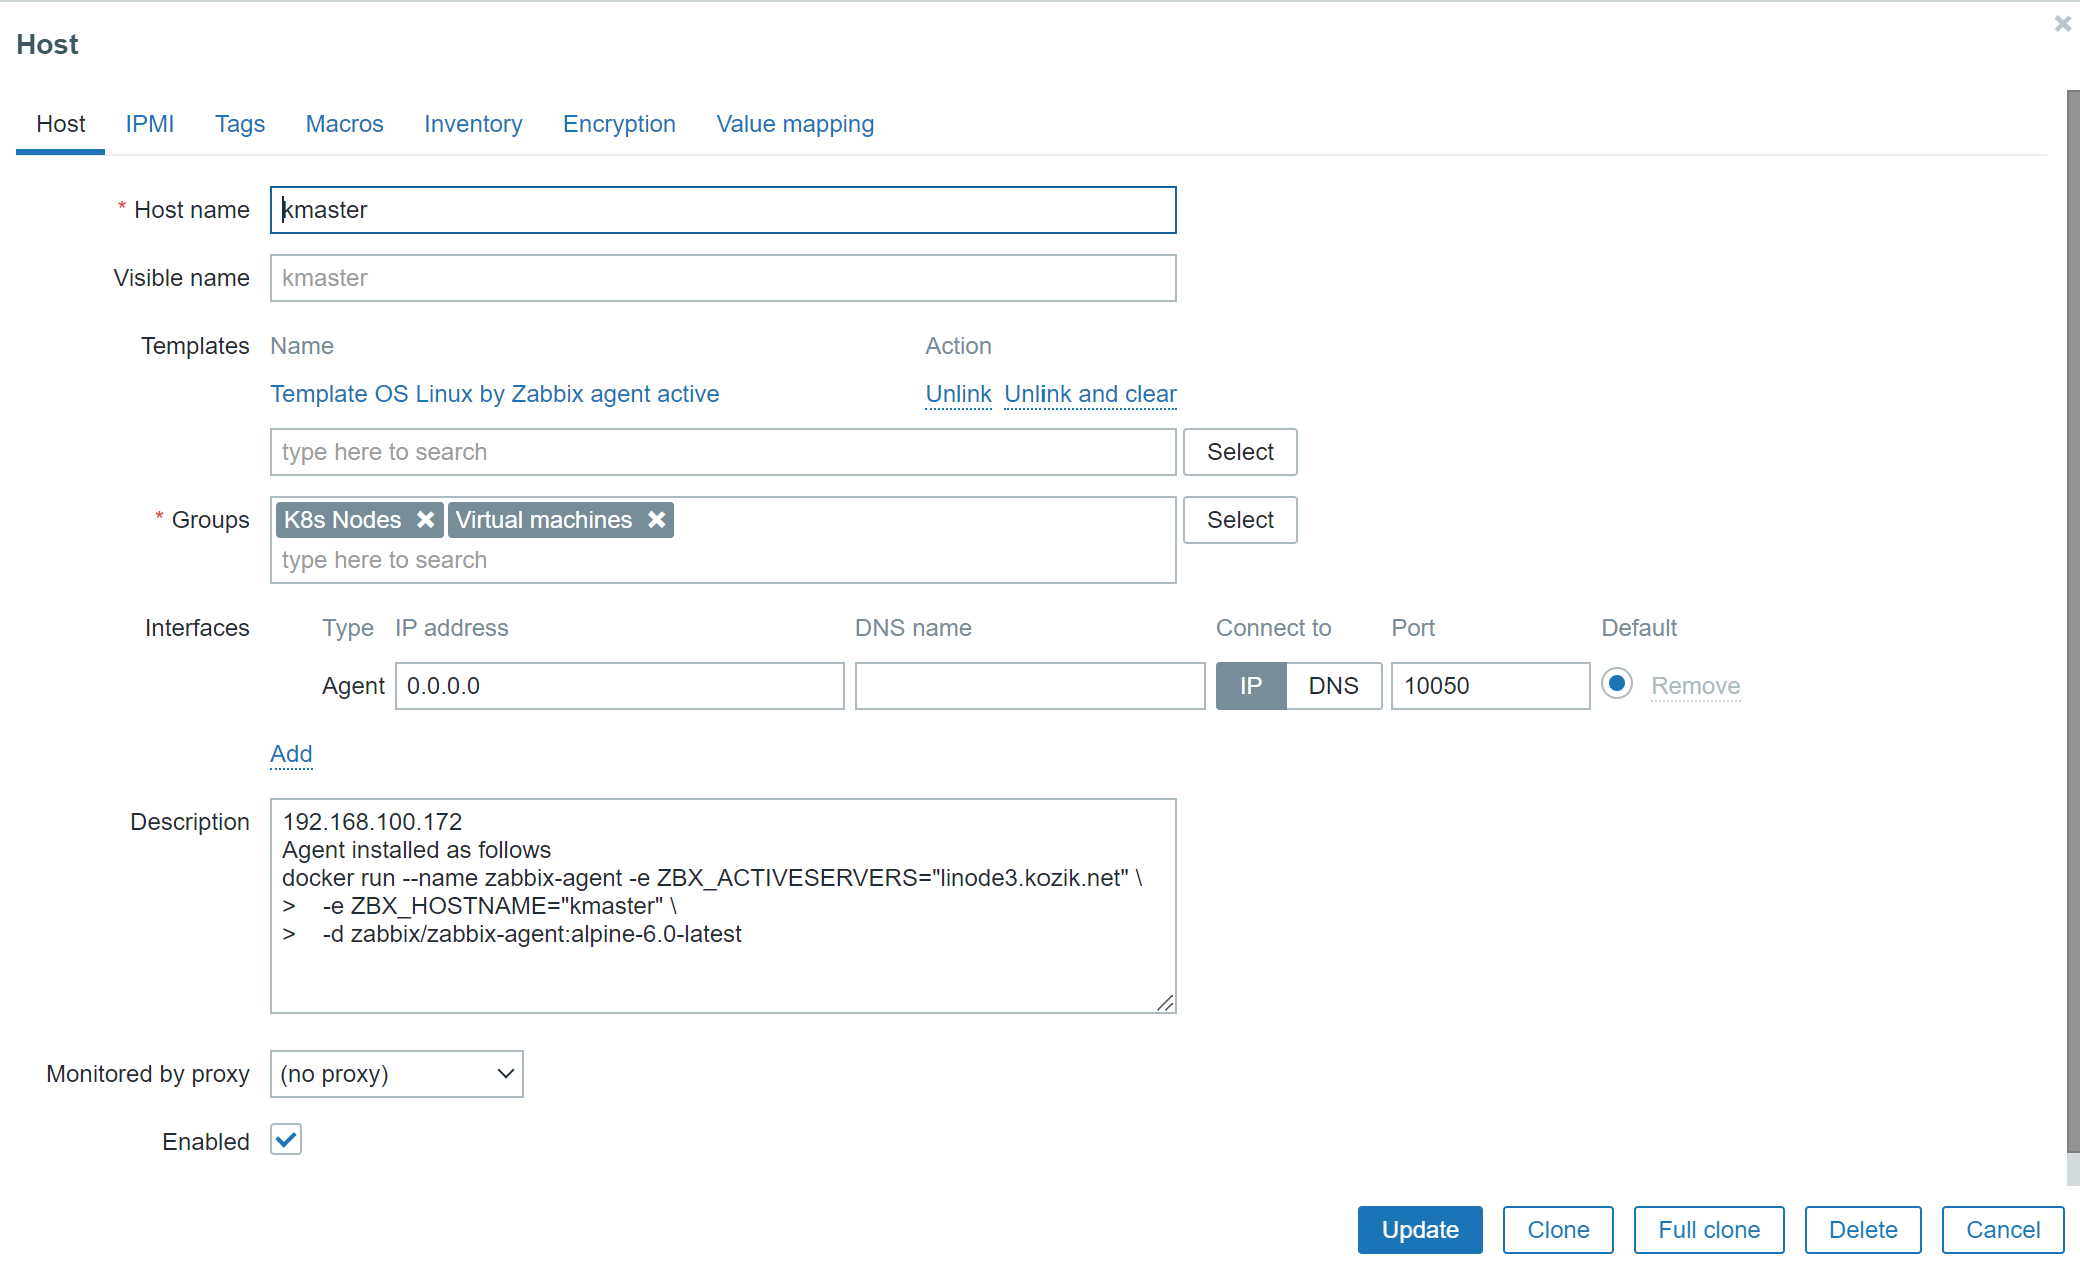 Host
Host IPMI Tags Macros Inventory Encryption Value mapping
* Host name kmaster
Visible name kmaster
Templates Name Action
Template OS Linux by Zabbix agent active Unlink Unlink and clear
type here to search Select
* Groups K8s Nodes Virtual machines Select
type here to search
Interfaces Type IP address DNS name Connect to Port Default
Agent 0.0.0.0 IP DNS 10050 Remove
Add
Description 192.168.100.172
Agent installed as follows
docker run --name zabbix-agent -e ZBX_ACTIVESERVERS="linode3.kozik.net" \
> -e ZBX_HOSTNAME="kmaster" \
> -d zabbix/zabbix-agent:alpine-6.0-latest
Monitored by proxy (no proxy)
Enabled
Update Clone Full clone Delete Cancel